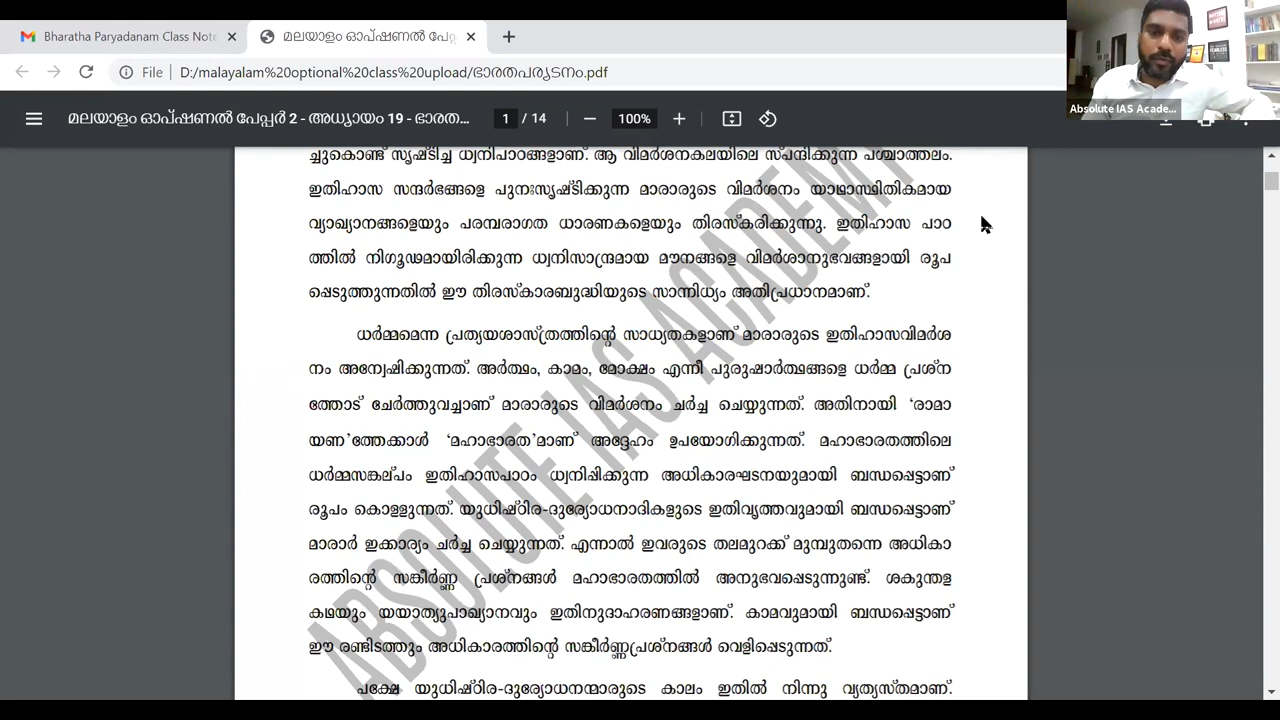 Bharatha Paryadanam Class Note
മലയാളം ഓപ്ഷണൽ പേപ്പ
File D:/malayalam%20optional%20class%20upload/ഭാരതപര്യടനം.pdf
Absolute IAS Acade...
മലയാളം ഓപ്ഷണൽ പേപ്പർ 2 - അധ്യായം 19 - ഭാരത... 1 / 14 100%
ച്ചുകൊണ്ട് സൃഷ്ടിച്ച ധ്വനിപാഠങ്ങളാണ്. ആ വിമർശനകലയിലെ സ്പന്ദിക്കുന്ന പശ്ചാത്തലം.
ഇതിഹാസ സന്ദർഭങ്ങളെ പുനഃസൃഷ്ടിക്കുന്ന മാരാരുടെ വിമർശനം യാഥാസ്ഥിതികമായ
വ്യാഖ്യാനങ്ങളെയും പരമ്പരാഗത ധാരണകളെയും തിരസ്കരിക്കുന്നു. ഇതിഹാസ പാഠ
ത്തിൽ നിഗൂഢമായിരിക്കുന്ന ധ്വനിസാന്ദ്രമായ മൗനങ്ങളെ വിമർശാനുഭവങ്ങളായി രൂപ
പ്പെടുത്തുന്നതിൽ ഈ തിരസ്കാരബുദ്ധിയുടെ സാന്നിധ്യം അതിപ്രധാനമാണ്.
ധർമ്മമെന്ന പ്രത്യയശാസ്ത്രത്തിന്റെ സാധ്യതകളാണ് മാരാരുടെ ഇതിഹാസവിമർശ
നം അന്വേഷിക്കുന്നത്. അർത്ഥം, കാമം, മോക്ഷം എന്നീ പുരുഷാർത്ഥങ്ങളെ ധർമ്മ പ്രശ്ന
ത്തോട് ചേർത്തുവച്ചാണ് മാരാരുടെ വിമർശനം ചർച്ച ചെയ്യുന്നത്. അതിനായി 'രാമാ
യണ'ത്തേക്കാൾ 'മഹാഭാരത'മാണ് അദ്ദേഹം ഉപയോഗിക്കുന്നത്. മഹാഭാരതത്തിലെ
ധർമ്മസങ്കല്പം ഇതിഹാസപാഠം ധ്വനിപ്പിക്കുന്ന അധികാരഘടനയുമായി ബന്ധപ്പെട്ടാണ്
രൂപം കൊള്ളുന്നത്. യുധിഷ്ഠിര-ദുര്യോധനാദികളുടെ ഇതിവൃത്തവുമായി ബന്ധപ്പെട്ടാണ്
മാരാർ ഇക്കാര്യം ചർച്ച ചെയ്യുന്നത്. എന്നാൽ ഇവരുടെ തലമുറക്ക് മുമ്പുതന്നെ അധികാ
രത്തിന്റെ സങ്കീർണ്ണ പ്രശ്നങ്ങൾ മഹാഭാരതത്തിൽ അനുഭവപ്പെടുന്നുണ്ട്. ശകുന്തള
കഥയും യയാത്യുപാഖ്യാനവും ഇതിനുദാഹരണങ്ങളാണ്. കാമവുമായി ബന്ധപ്പെട്ടാണ്
ഈ രണ്ടിടത്തും അധികാരത്തിന്റെ സങ്കീർണ്ണപ്രശ്നങ്ങൾ വെളിപ്പെടുന്നത്.
പക്ഷേ യുധിഷ്ഠിര-ദുര്യോധനന്മാരുടെ കാലം ഇതിൽ നിന്നു വ്യത്യസ്തമാണ്.
ABSOLUTE IAS ACADEMY